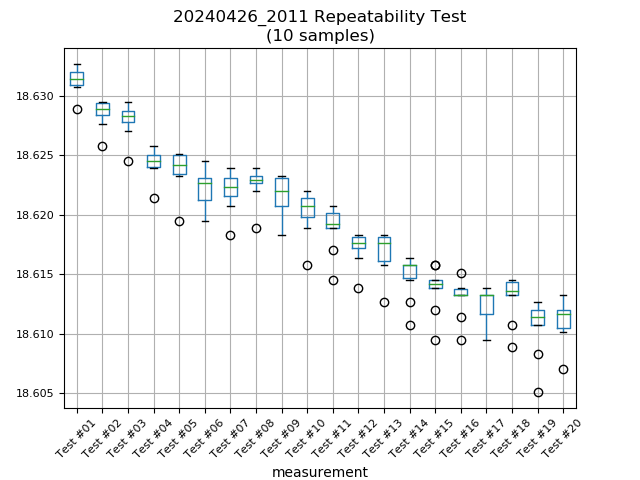 20240426_2011 Repeatability Test
(10 samples)
18.630
18.625
18.620
18.615
18.610
18.605
Test #01
Test #02
Test #03
Test #04
Test #05
Test #06
Test #07
Test #08
Test #09
Test #10
Test #11
Test #12
Test #13
Test #14
Test #15
Test #16
Test #17
Test #18
Test #19
Test #20
measurement